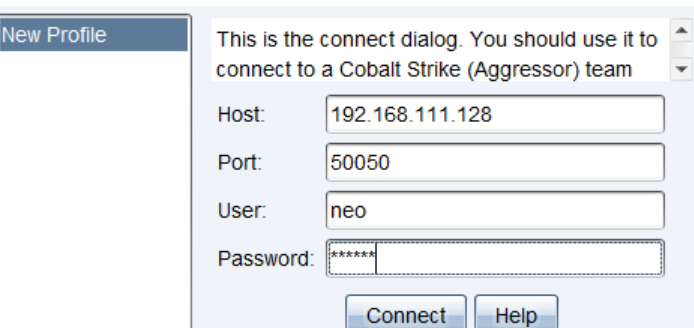 New Profile
This is the connect dialog. You should use it to
connect to a Cobalt Strike (Aggressor) team
Host: 192.168.111.128
Port: 50050
User: neo
Password: ******
Connect Help